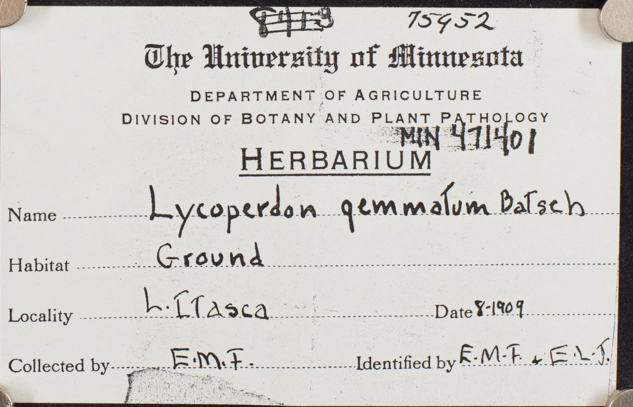 8413 75952
The University of Minnesota
DEPARTMENT OF AGRICULTURE
DIVISION OF BOTANY AND PLANT PATHOLOGY
MIN 471401
HERBARIUM
Name Lycoperdon gemmatum Batsch
Habitat Ground
Locality L. Itasca Date 8-1909
Collected by E.M.F. Identified by E.M.F. & E.L.J.